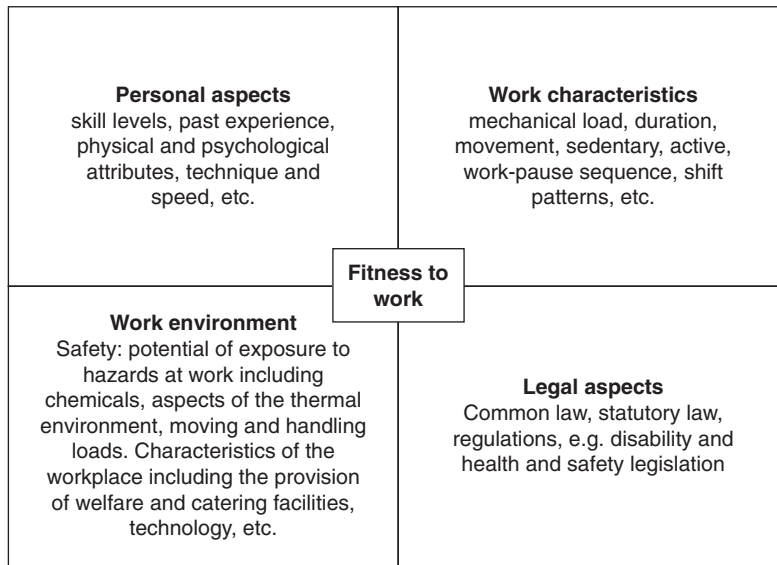 Personal aspects
skill levels, past experience,
physical and psychological
attributes, technique and
speed, etc.
Work characteristics
mechanical load, duration,
movement, sedentary, active,
work-pause sequence, shift
patterns, etc.
Fitness to
work
Work environment
Safety: potential of exposure to
hazards at work including
chemicals, aspects of the thermal
environment, moving and handling
loads. Characteristics of the
workplace including the provision
of welfare and catering facilities,
technology, etc.
Legal aspects
Common law, statutory law,
regulations, e.g. disability and
health and safety legislation